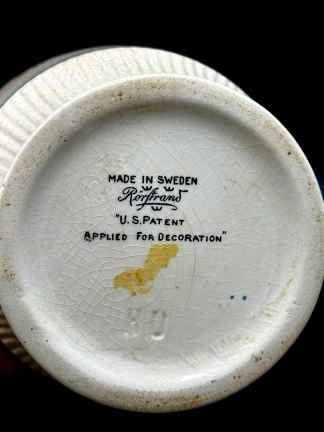 MADE IN SWEDEN
Rörstrand
"U.S. PATENT
APPLIED FOR DECORATION"